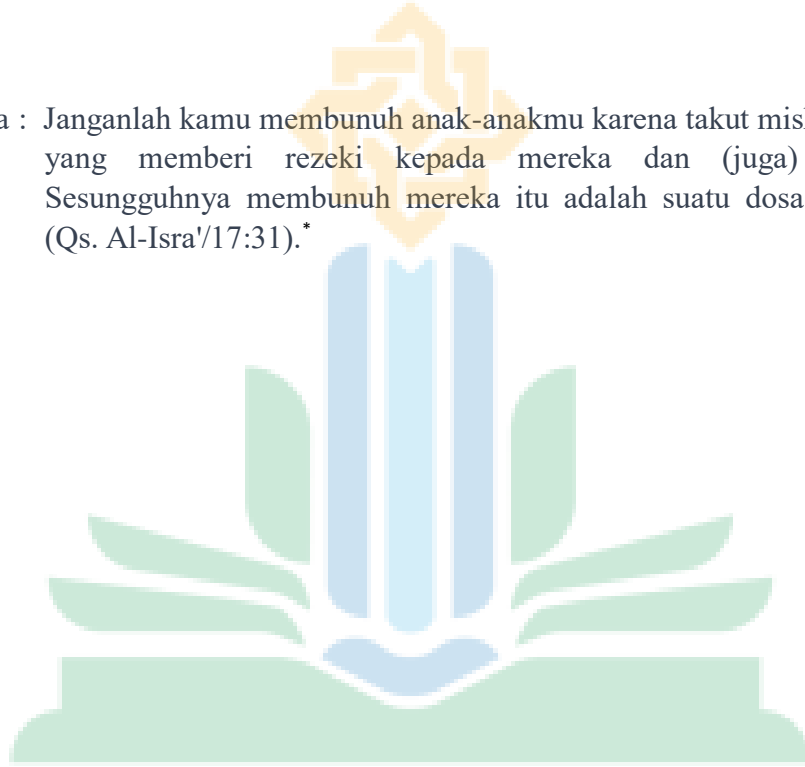 a : Janganlah kamu membunuh anak-anakmu karena takut mis
yang memberi rezeki kepada mereka dan (juga)
Sesungguhnya membunuh mereka itu adalah suatu dosa
(Qs. Al-Isra'/17:31).*